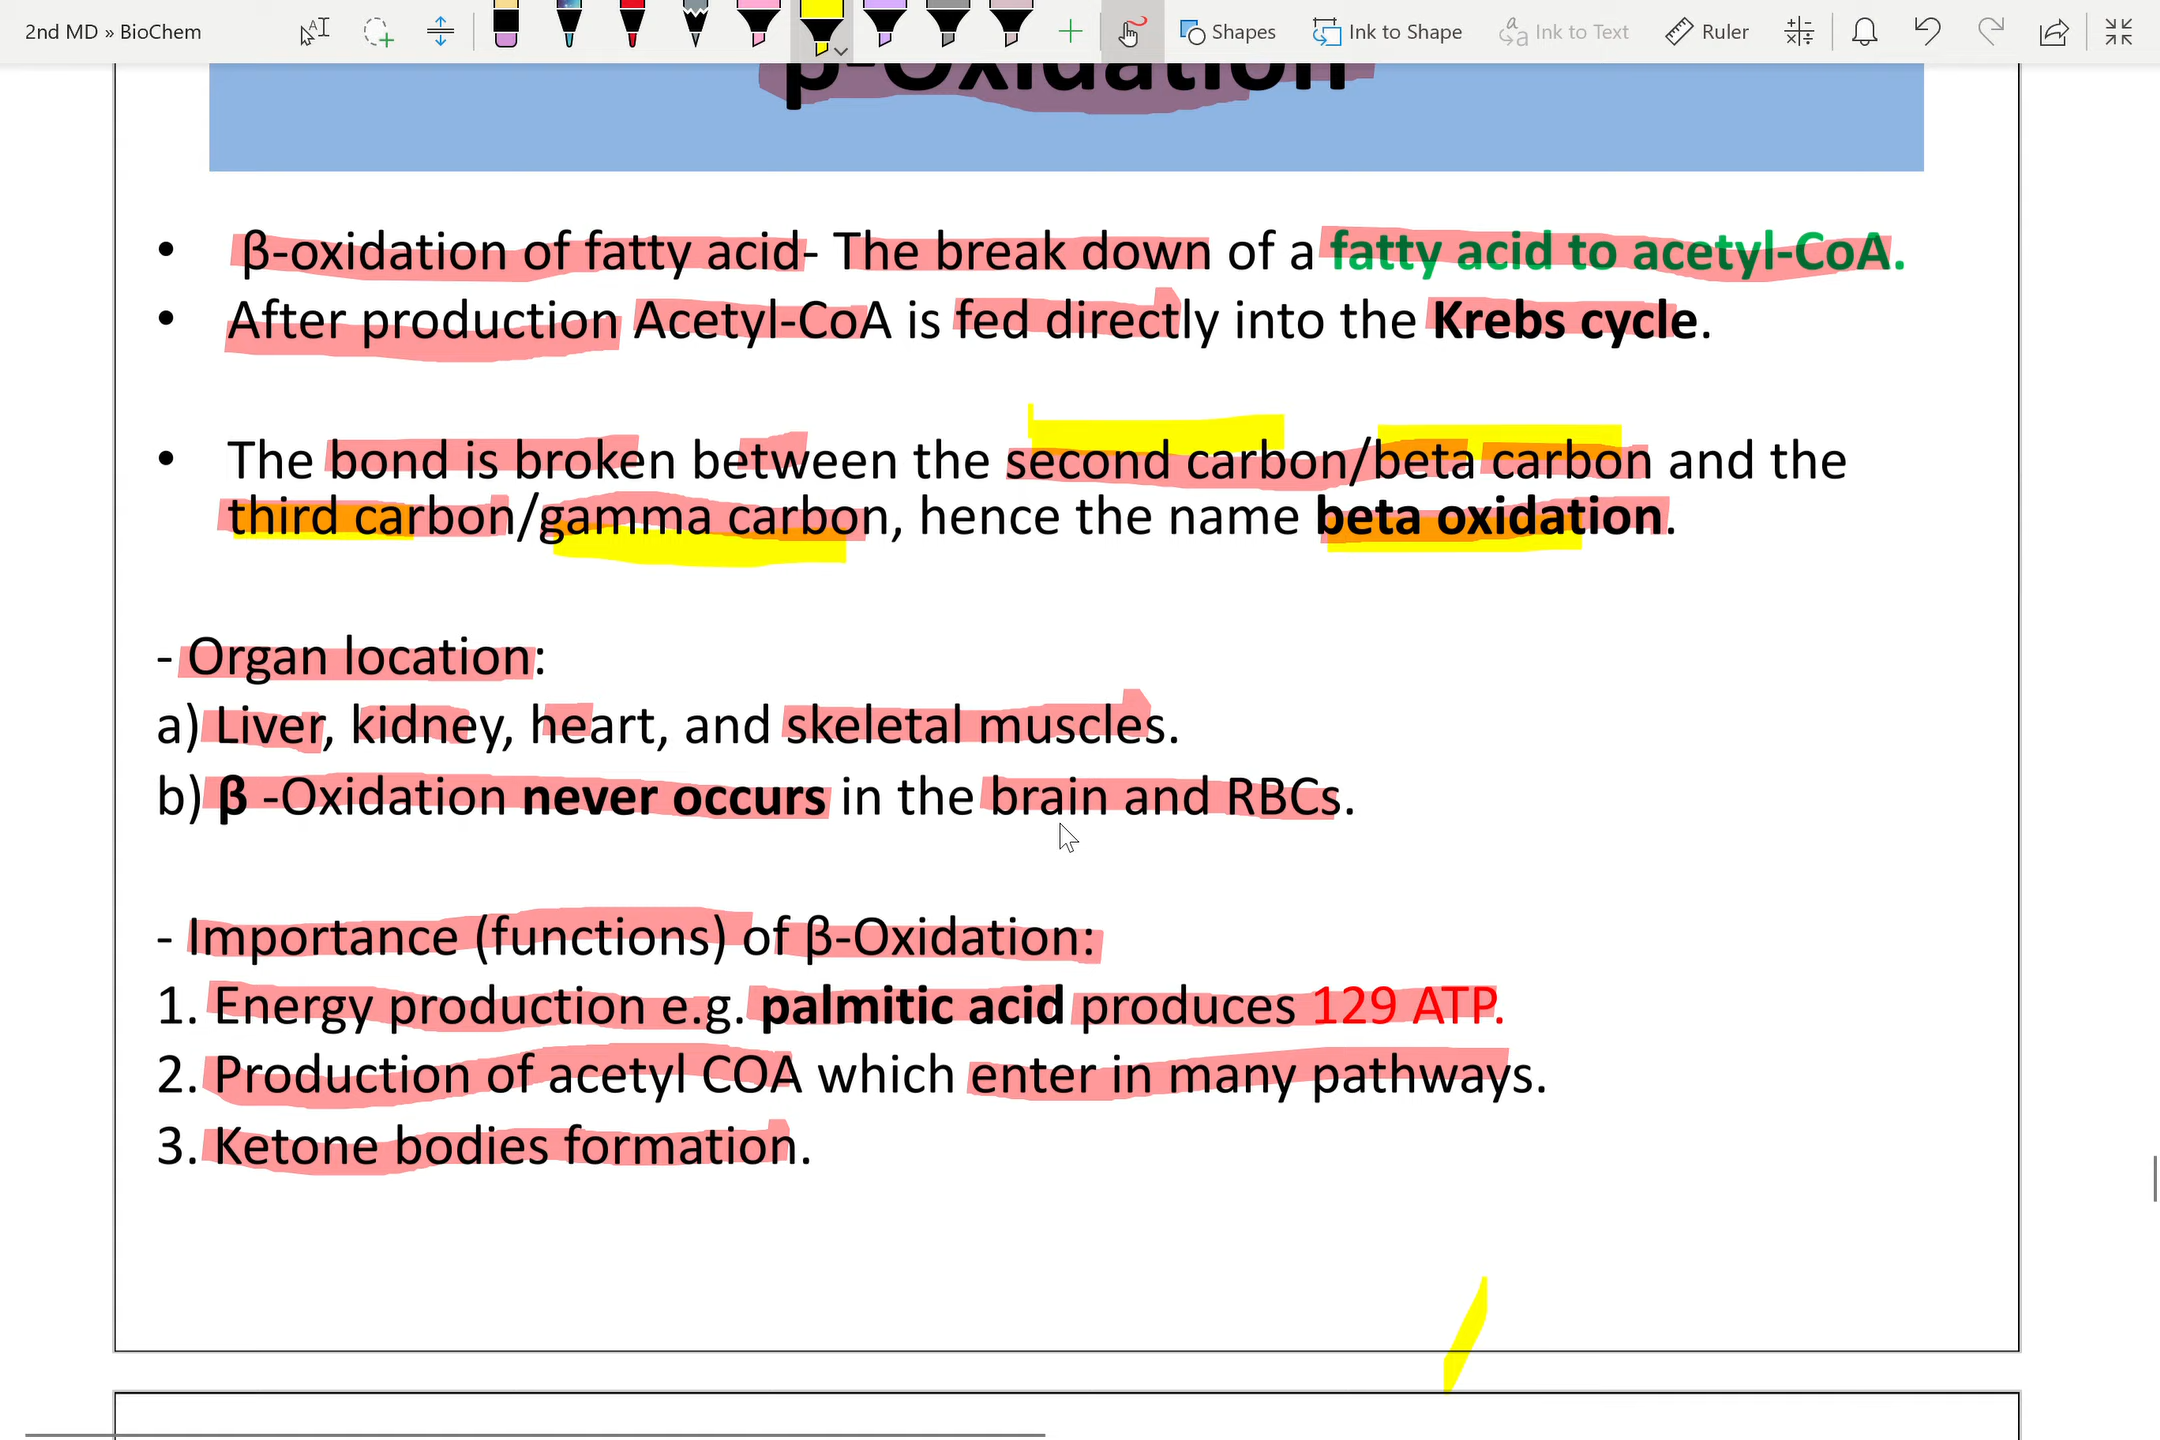 2nd MD » BioChem
Shapes
Ink to Shape
Ink to Text
Ruler
β-Oxidation
• β-oxidation of fatty acid- The break down of a fatty acid to acetyl-CoA.
• After production Acetyl-CoA is fed directly into the Krebs cycle.
• The bond is broken between the second carbon/beta carbon and the
third carbon/gamma carbon, hence the name beta oxidation.
- Organ location:
a) Liver, kidney, heart, and skeletal muscles.
b) β -Oxidation never occurs in the brain and RBCs.
- Importance (functions) of β-Oxidation:
1. Energy production e.g. palmitic acid produces 129 ATP.
2. Production of acetyl COA which enter in many pathways.
3. Ketone bodies formation.